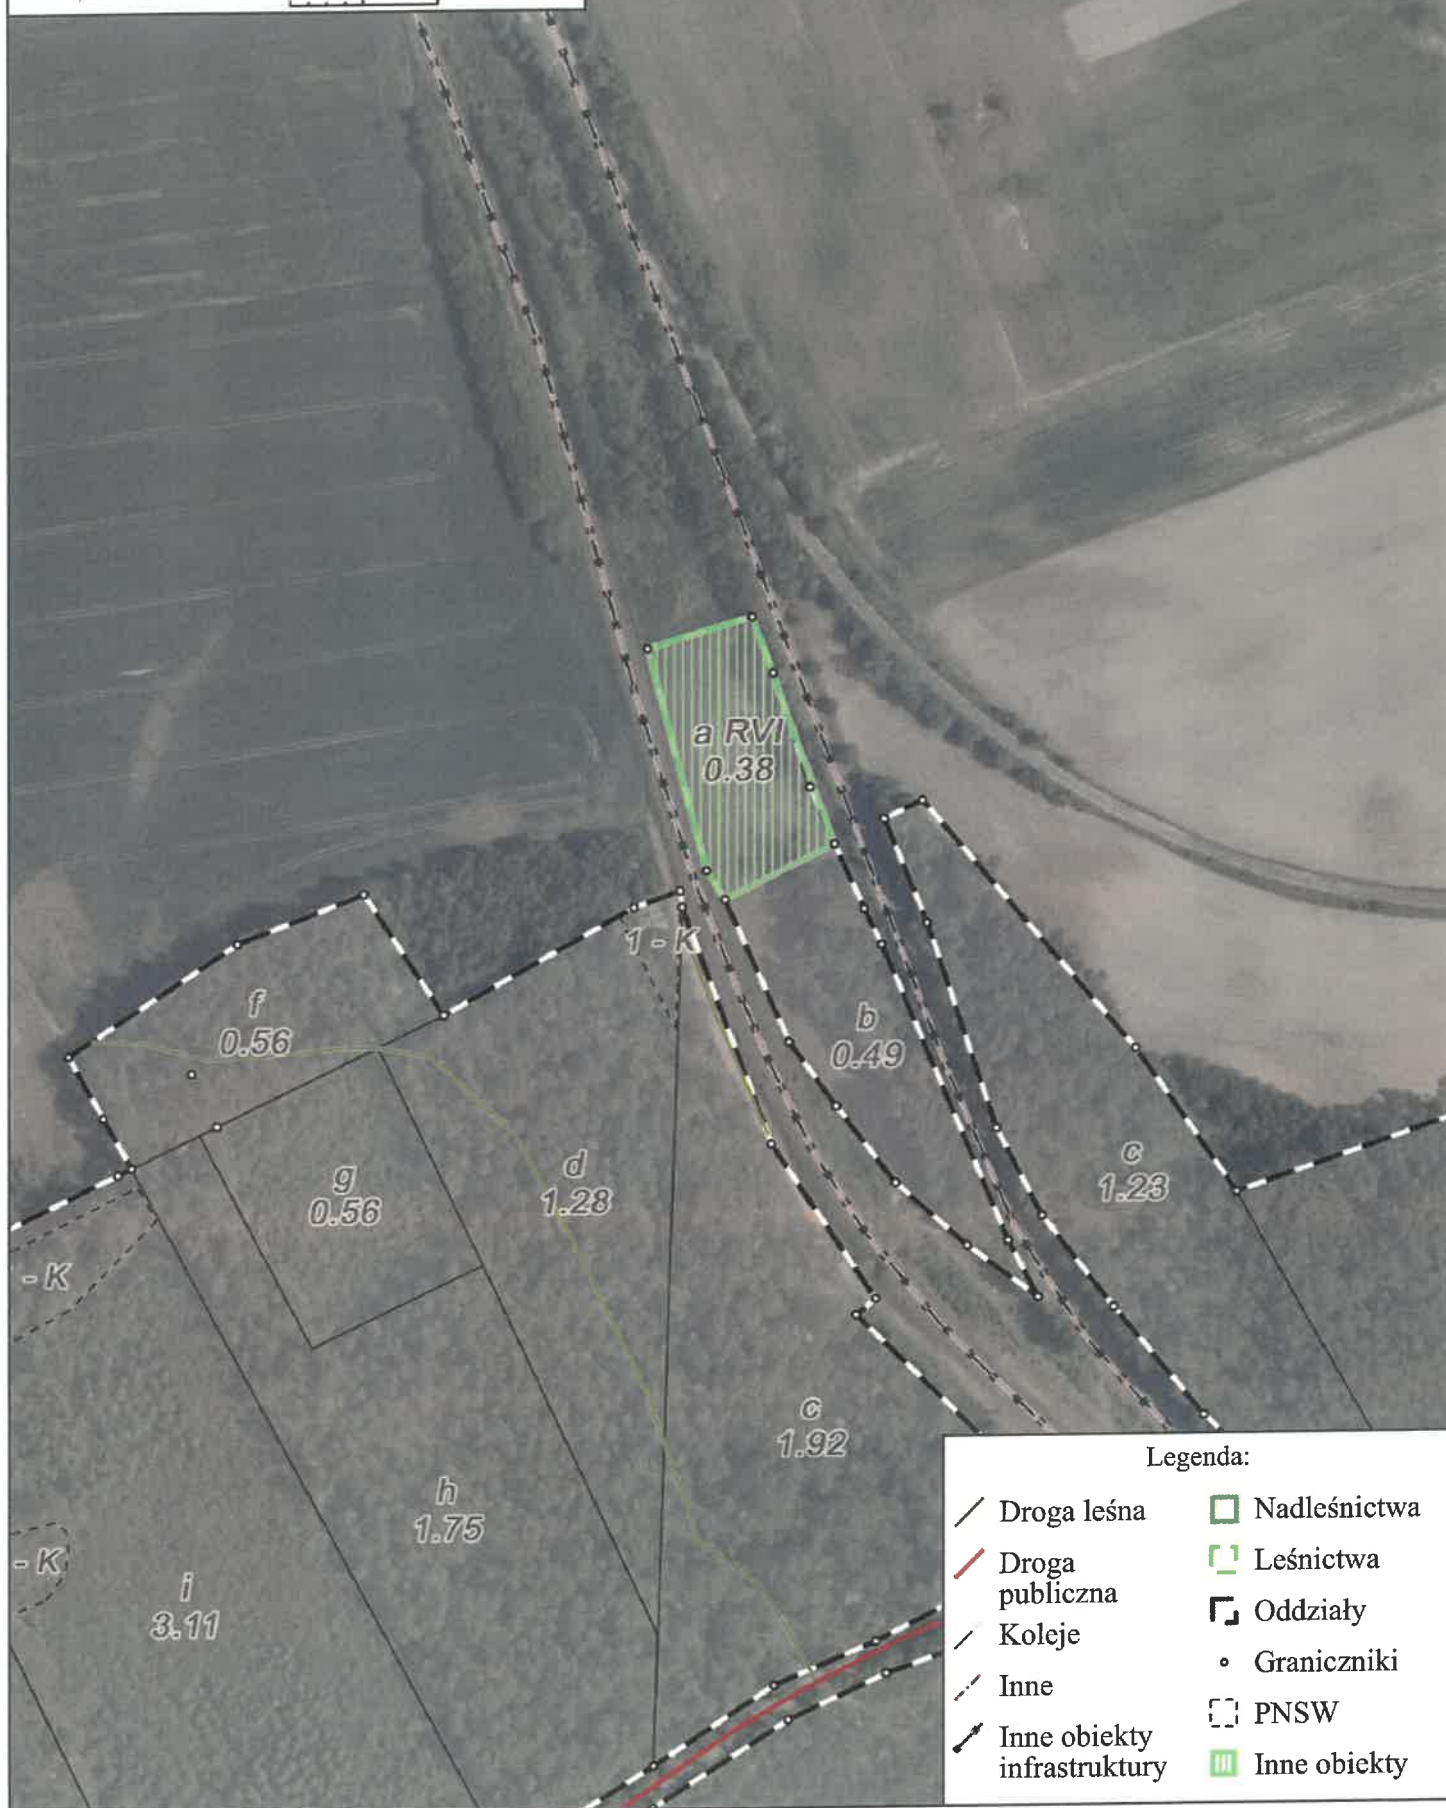 a RVI
0.38
1 - K
f
0.56
b
0.49
g
0.56
d
1.28
c
1.23
- K
c
1.92
h
1.75
- K
i
3.11
Legenda:
Droga leśna
Droga
publiczna
Koleje
Inne
Inne obiekty
infrastruktury
Nadleśnictwa
Leśnictwa
Oddziały
Graniczniki
PNSW
Inne obiekty